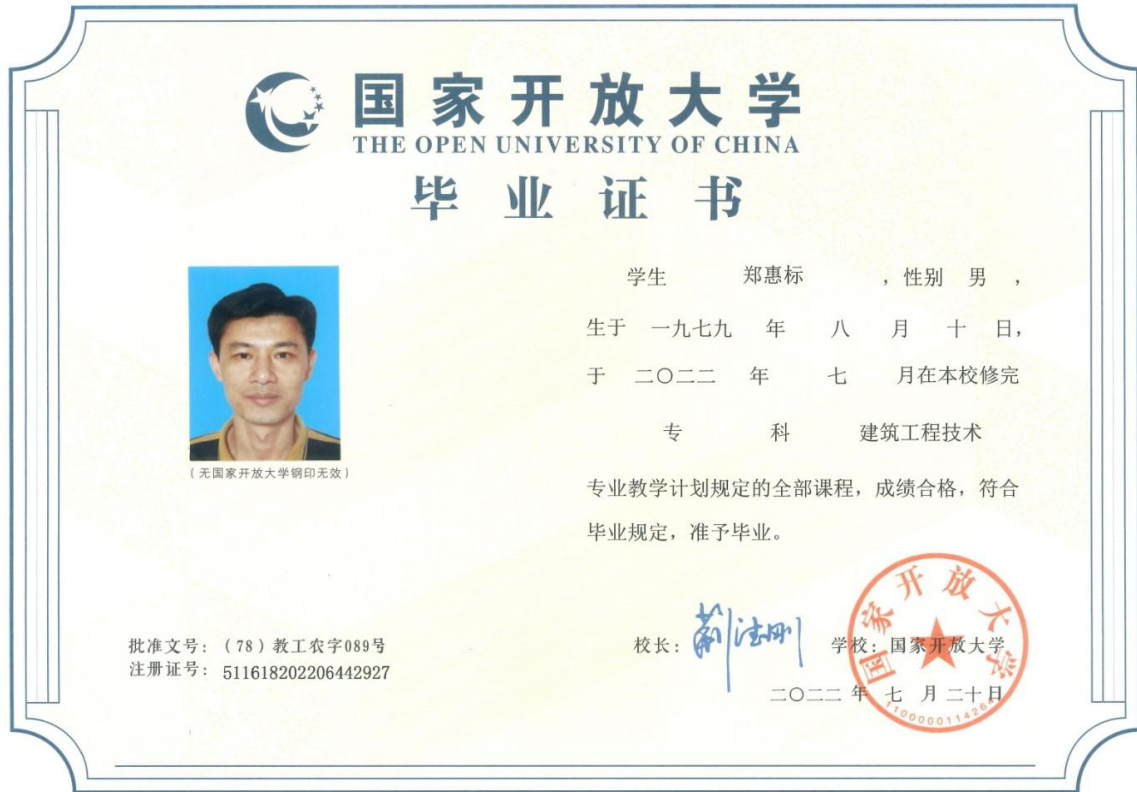 国家开放大学
THE OPEN UNIVERSITY OF CHINA
毕业证书
学生 郑惠标 ，性别 男 ，
生于 一九七九 年 八 月 十 日，
于 二〇二二 年 七 月在本校修完
专 科 建筑工程技术
专业教学计划规定的全部课程，成绩合格，符合
毕业规定，准予毕业。
（无国家开放大学钢印无效）
批准文号：（78）教工农字089号
注册证号：511618202206442927
校长：荆德刚 学校：国家开放大学
二〇二二 年 七 月 二十日
国家开放大学